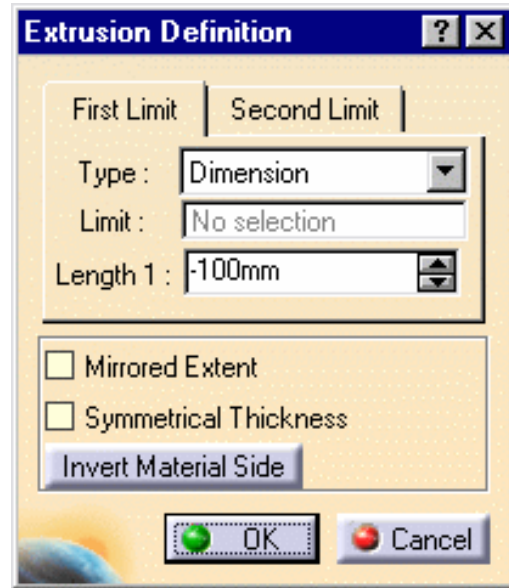 Extrusion Definition ? X
First Limit Second Limit
Type : Dimension
Limit : No selection
Length 1 : -100mm
Mirrored Extent
Symmetrical Thickness
Invert Material Side
OK Cancel